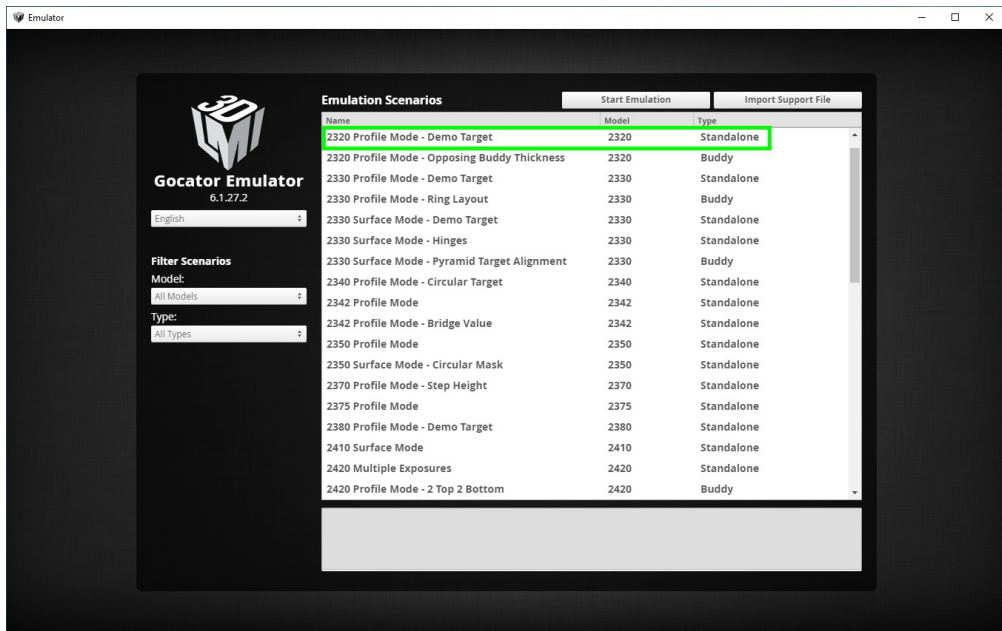 Emulator
3D
LMI
Gocator Emulator
6.1.27.2
English
Filter Scenarios
Model:
All Models
Type:
All Types
Emulation Scenarios
Start Emulation
Import Support File
Name Model Type
2320 Profile Mode - Demo Target 2320 Standalone
2320 Profile Mode - Opposing Buddy Thickness 2320 Buddy
2330 Profile Mode - Demo Target 2330 Standalone
2330 Profile Mode - Ring Layout 2330 Buddy
2330 Surface Mode - Demo Target 2330 Standalone
2330 Surface Mode - Hinges 2330 Standalone
2330 Surface Mode - Pyramid Target Alignment 2330 Buddy
2340 Profile Mode - Circular Target 2340 Standalone
2342 Profile Mode 2342 Standalone
2342 Profile Mode - Bridge Value 2342 Standalone
2350 Profile Mode 2350 Standalone
2350 Surface Mode - Circular Mask 2350 Standalone
2370 Profile Mode - Step Height 2370 Standalone
2375 Profile Mode 2375 Standalone
2380 Profile Mode - Demo Target 2380 Standalone
2410 Surface Mode 2410 Standalone
2420 Multiple Exposures 2420 Standalone
2420 Profile Mode - 2 Top 2 Bottom 2420 Buddy